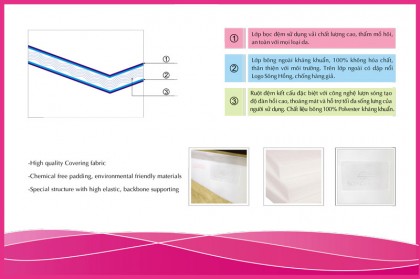 ①
②
③
① Lớp bọc đệm sử dụng vải chất lượng cao, thấm mồ hôi,
an toàn với mọi loại da.
② Lớp bông ngoài kháng khuẩn, 100% không hóa chất,
thân thiện với môi trường. Trên lớp ngoài có dập nổi
Logo Sông Hồng, chống hàng giả.
③ Ruột đệm kết cấu đặc biệt với công nghệ lượn sóng tạo
độ đàn hồi cao, thoáng mát và hỗ trợ tối đa sống lưng của
người sử dụng. Chất liệu bông 100% Polyester kháng khuẩn.
-High quality Covering fabric
-Chemical free padding, environmental friendly materials
-Special structure with high elastic, backbone supporting